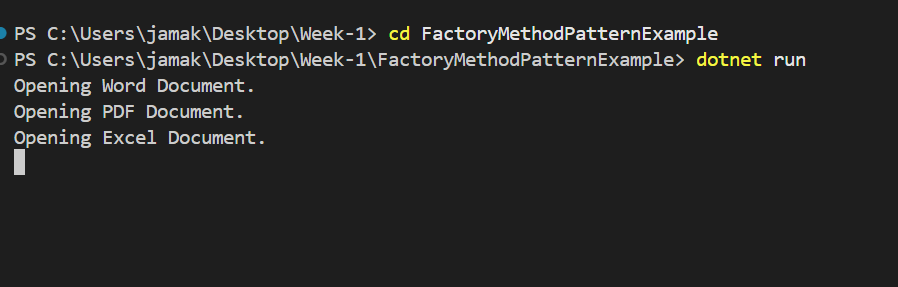 PS C:\Users\jamak\Desktop\Week-1> cd FactoryMethodPatternExample
PS C:\Users\jamak\Desktop\Week-1\FactoryMethodPatternExample> dotnet run
Opening Word Document.
Opening PDF Document.
Opening Excel Document.